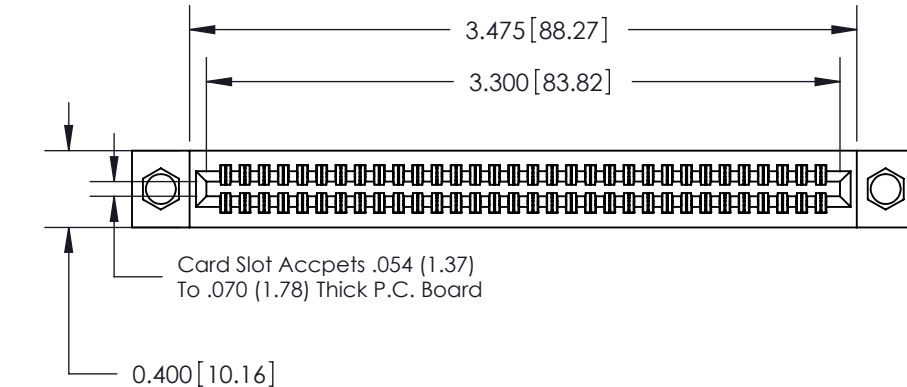 3.475[88.27]
3.300[83.82]
Card Slot Accpets .054 (1.37)
To .070 (1.78) Thick P.C. Board
0.400[10.16]